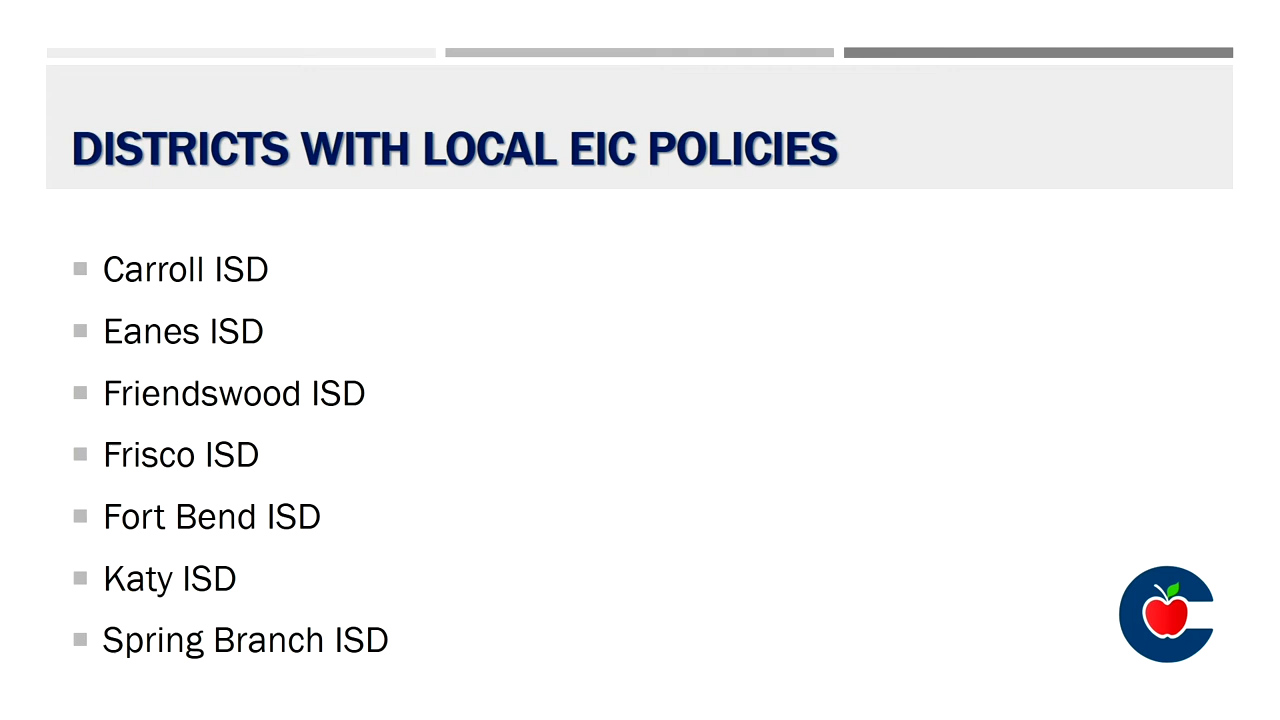 DISTRICTS WITH LOCAL EIC POLICIES
Carroll ISD
Eanes ISD
Friendswood ISD
Frisco ISD
Fort Bend ISD
Katy ISD
Spring Branch ISD